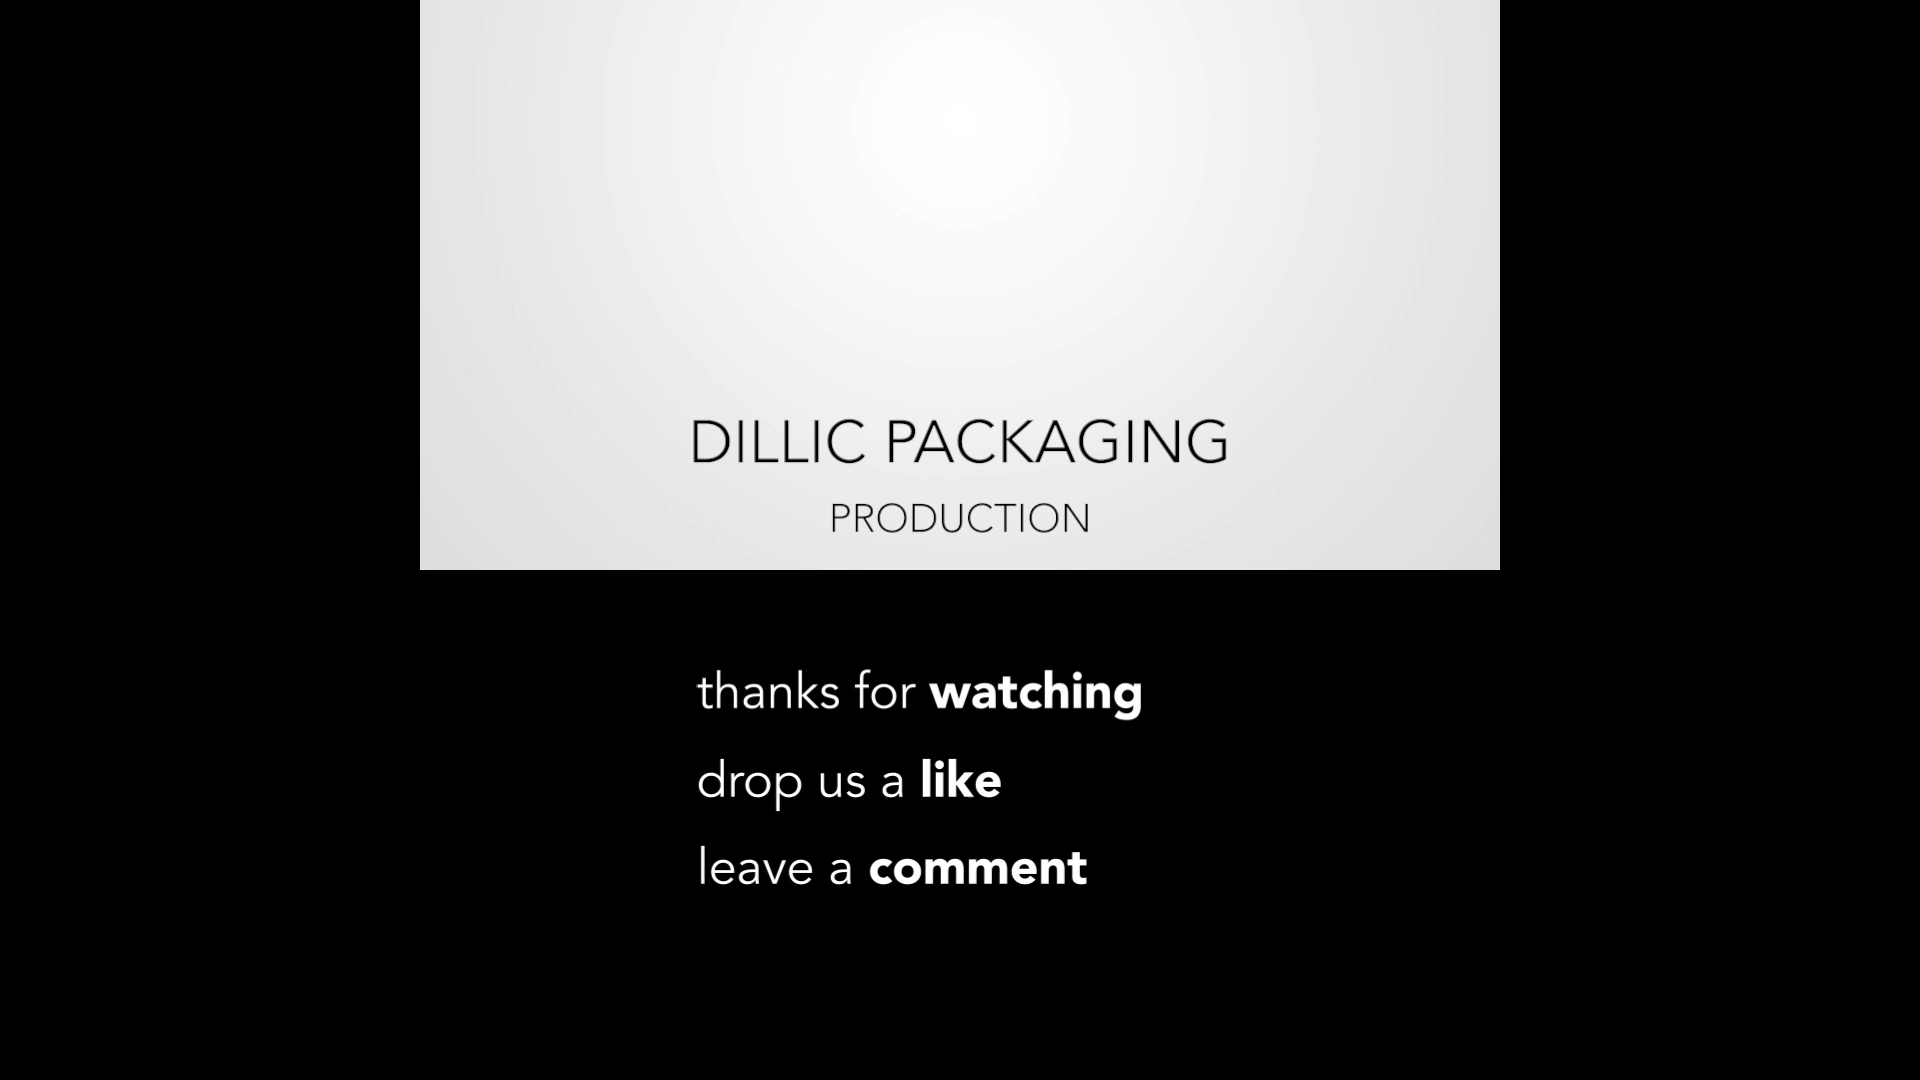 DILLIC PACKAGING
PRODUCTION
thanks for watching
drop us a like
leave a comment